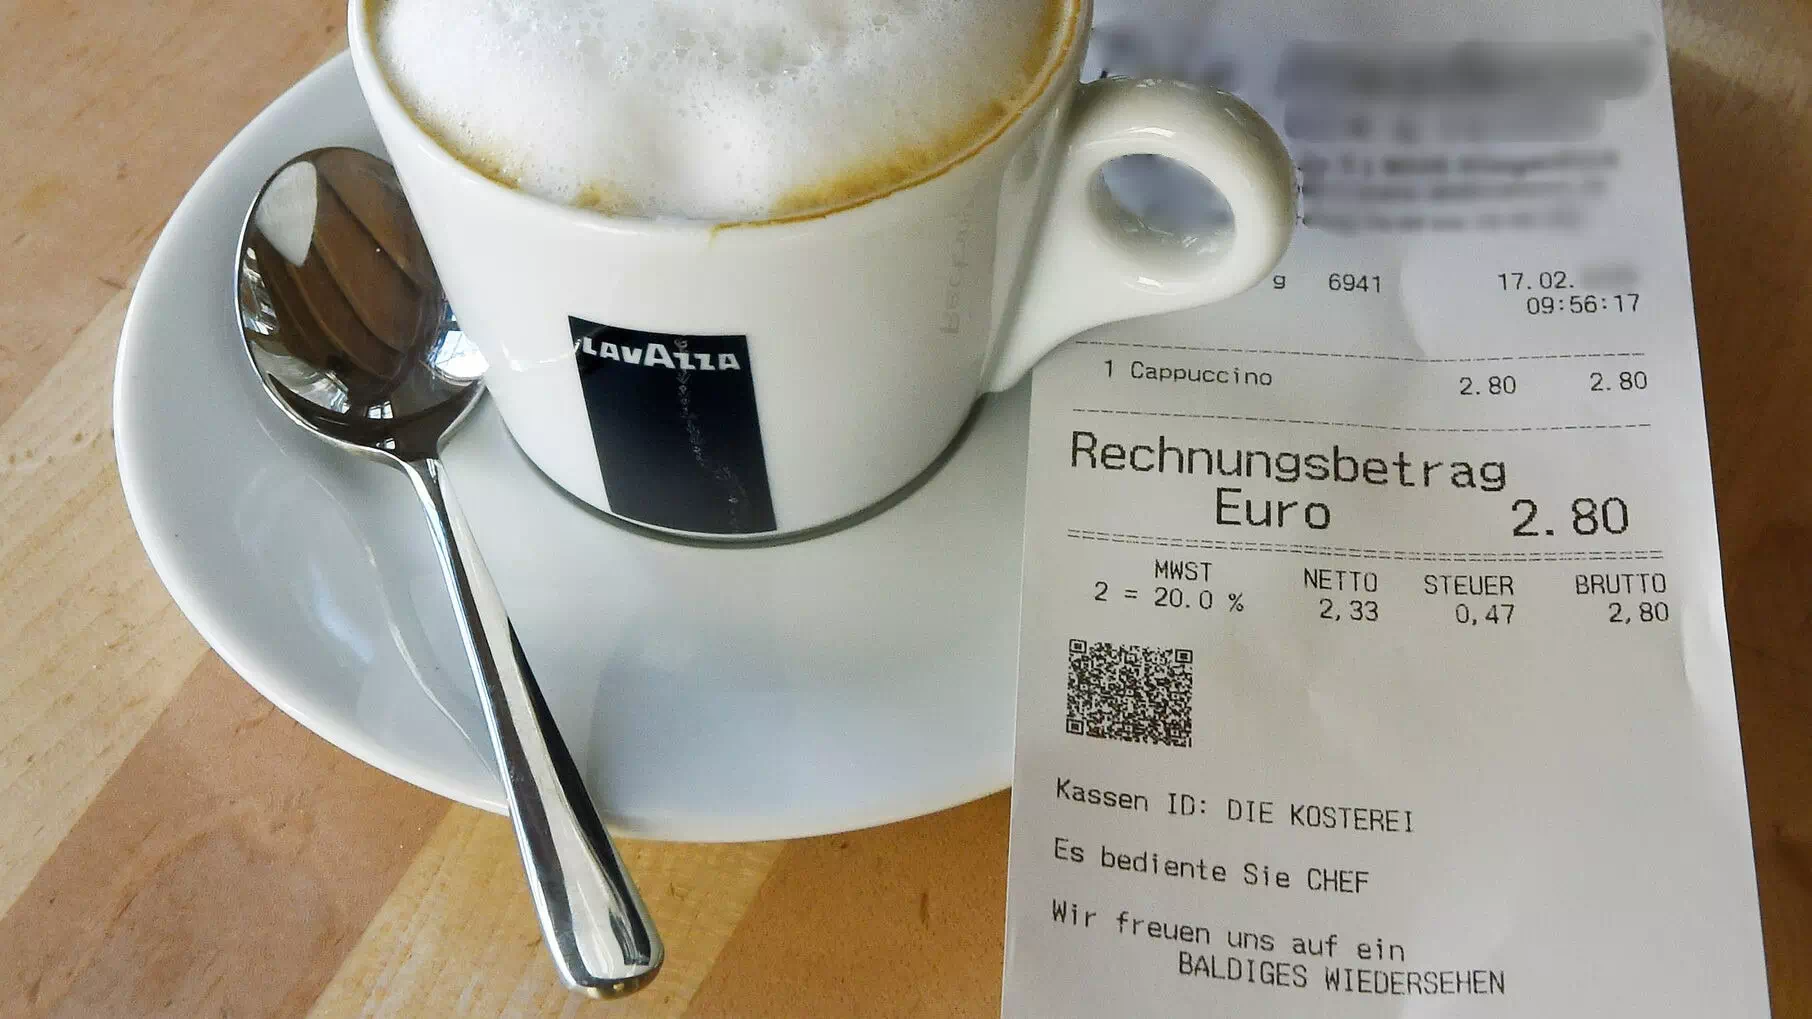 LAVAZZA
g 6941 17.02.
09:56:17
1 Cappuccino 2.80 2.80
Rechnungsbetrag
Euro 2.80
MWST NETTO STEUER BRUTTO
2 = 20.0 % 2,33 0,47 2,80
Kassen ID: DIE KOSTEREI
Es bediente Sie CHEF
Wir freuen uns auf ein
BALDIGES WIEDERSEHEN